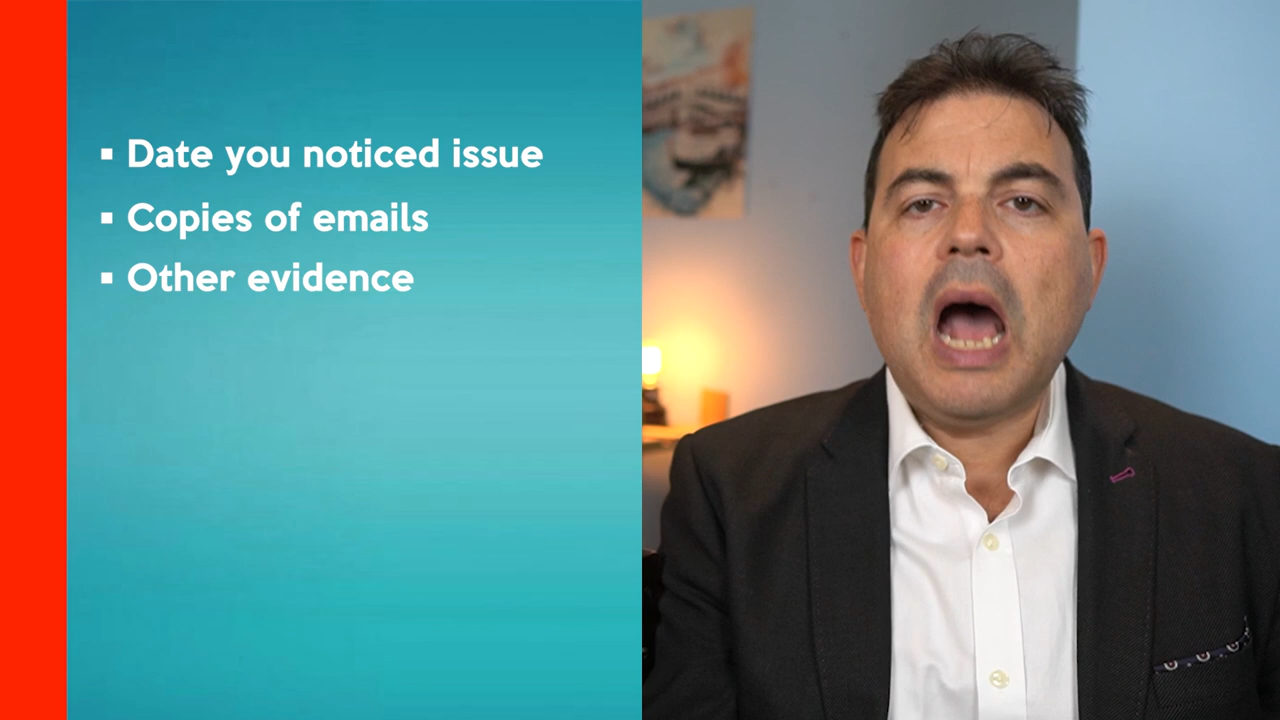 ▪ Date you noticed issue
▪ Copies of emails
▪ Other evidence